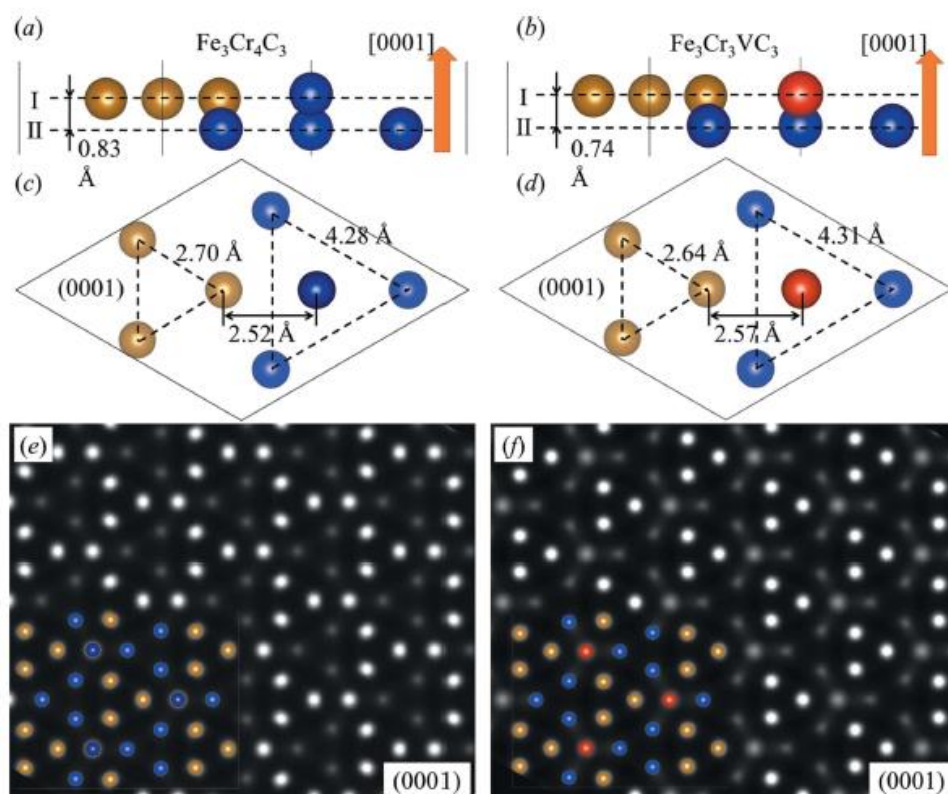 (a) Fe3Cr4C3 [0001]
I
II
0.83
Å
(b) Fe3Cr3VC3 [0001]
I
II
0.74
Å
(c)
2.70 Å
4.28 Å
(0001)
2.52 Å
(d)
2.64 Å
4.31 Å
(0001)
2.57 Å
(e)
(0001)
(f)
(0001)